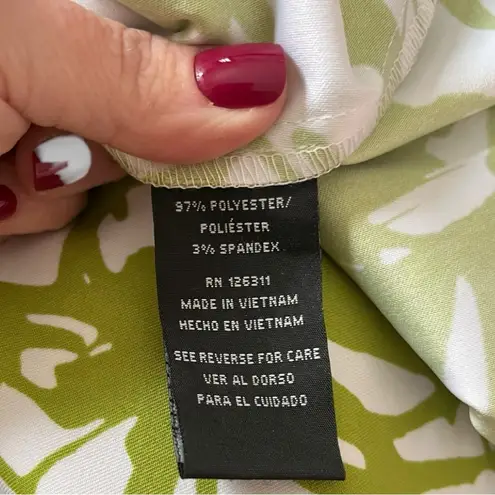 97% POLYESTER/
POLIÉSTER
3% SPANDEX
RN 126311
MADE IN VIETNAM
HECHO EN VIETNAM
SEE REVERSE FOR CARE
VER AL DORSO
PARA EL CUIDADO